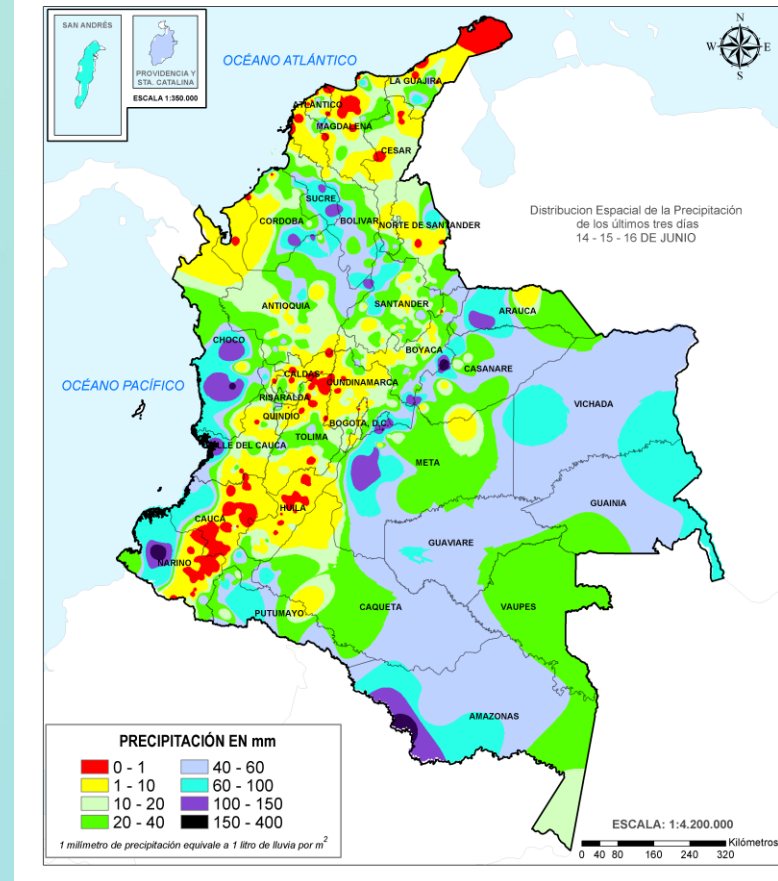 SAN ANDRÉS
PROVIDENCIA Y
STA. CATALINA
ESCALA 1:350.000
OCÉANO ATLÁNTICO
N
W E
S
LA GUAJIRA
ATLANTICO
MAGDALENA
CESAR
SUCRE
CORDOBA
BOLIVAR
NORTE DE SANTANDER
Distribucion Espacial de la Precipitación
de los últimos tres días
14 - 15 - 16 DE JUNIO
ANTIOQUIA
SANTANDER
ARAUCA
CHOCO
BOYACA
CASANARE
OCÉANO PACÍFICO
CALDAS
CUNDINAMARCA
RISARALDA
VICHADA
QUINDIO
BOGOTA, D.C.
TOLIMA
VALLE DEL CAUCA
META
CAUCA
HUILA
GUAINIA
GUAVIARE
NARIÑO
PUTUMAYO
CAQUETA
VAUPES
AMAZONAS
PRECIPITACIÓN EN mm
0 - 1 40 - 60
1 - 10 60 - 100
10 - 20 100 - 150
20 - 40 150 - 400
1 milímetro de precipitación equivale a 1 litro de lluvia por m²
ESCALA: 1:4.200.000
Kilómetros
0 40 80 160 240 320